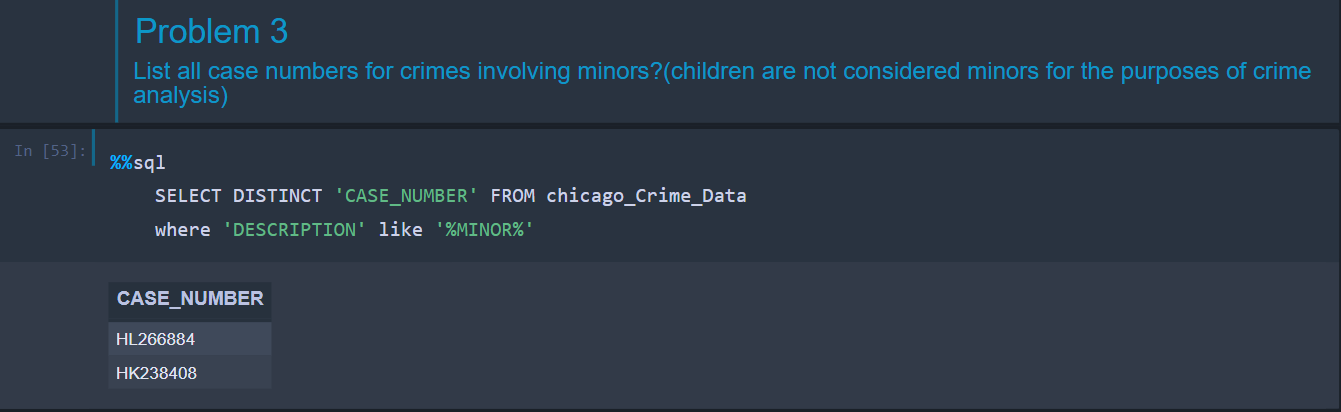 Problem 3
List all case numbers for crimes involving minors?(children are not considered minors for the purposes of crime
analysis)
In [53]:
%%sql
SELECT DISTINCT 'CASE_NUMBER' FROM chicago_Crime_Data
where 'DESCRIPTION' like '%MINOR%'
CASE_NUMBER
HL266884
HK238408